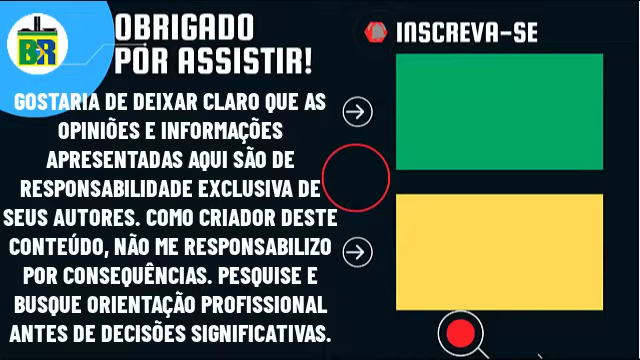 BR
OBRIGADO
POR ASSISTIR!
INSCREVA-SE
GOSTARIA DE DEIXAR CLARO QUE AS
OPINIÕES E INFORMAÇÕES
APRESENTADAS AQUI SÃO DE
RESPONSABILIDADE EXCLUSIVA DE
SEUS AUTORES. COMO CRIADOR DESTE
CONTEÚDO, NÃO ME RESPONSABILIZO
POR CONSEQUÊNCIAS. PESQUISE E
BUSQUE ORIENTAÇÃO PROFISSIONAL
ANTES DE DECISÕES SIGNIFICATIVAS.